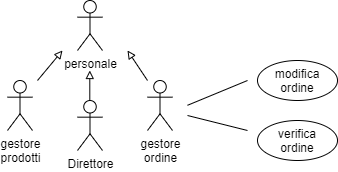 personale
modifica
ordine
gestore
prodotti
Direttore
gestore
ordine
verifica
ordine